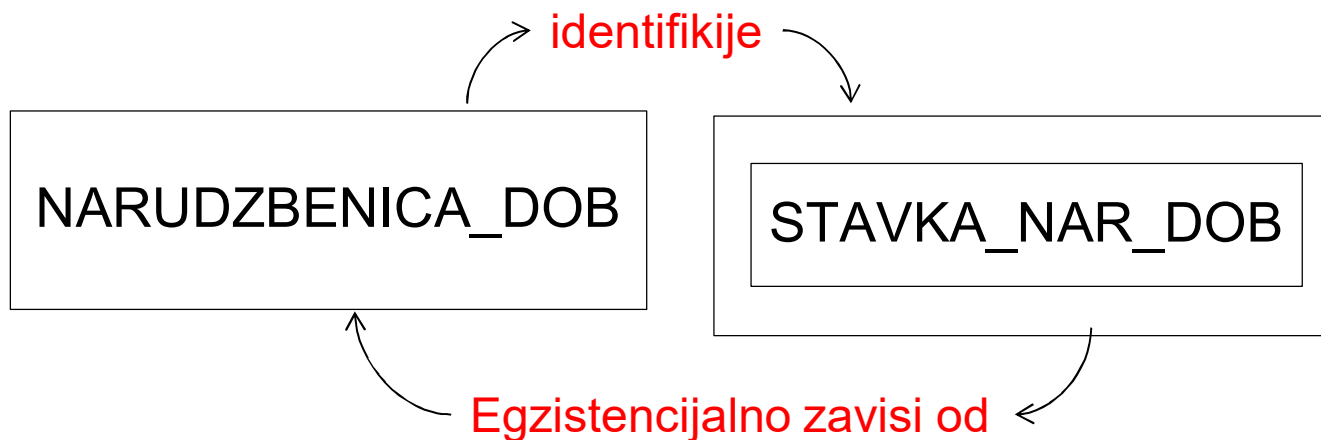 identifikije
NARUDZBENICA_DOB
STAVKA_NAR_DOB
Egzistencijalno zavisi od